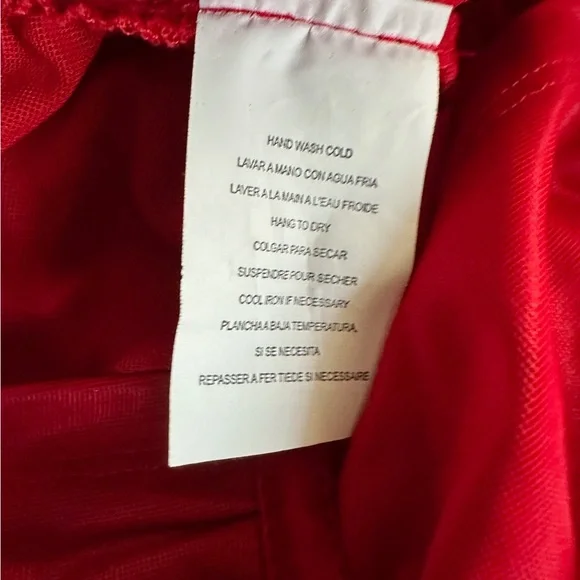 HAND WASH COLD
LAVAR A MANO CON AGUA FRIA
LAVER A LA MAIN A L'EAU FROIDE
HANG TO DRY
COLGAR PARA SECAR
SUSPENDRE POUR SECHER
COOL IRON IF NECESSARY
PLANCHA A BAJA TEMPERATURA.
SI SE NECESITA
REPASSER A FER TIEDE SI NECESSAIRE